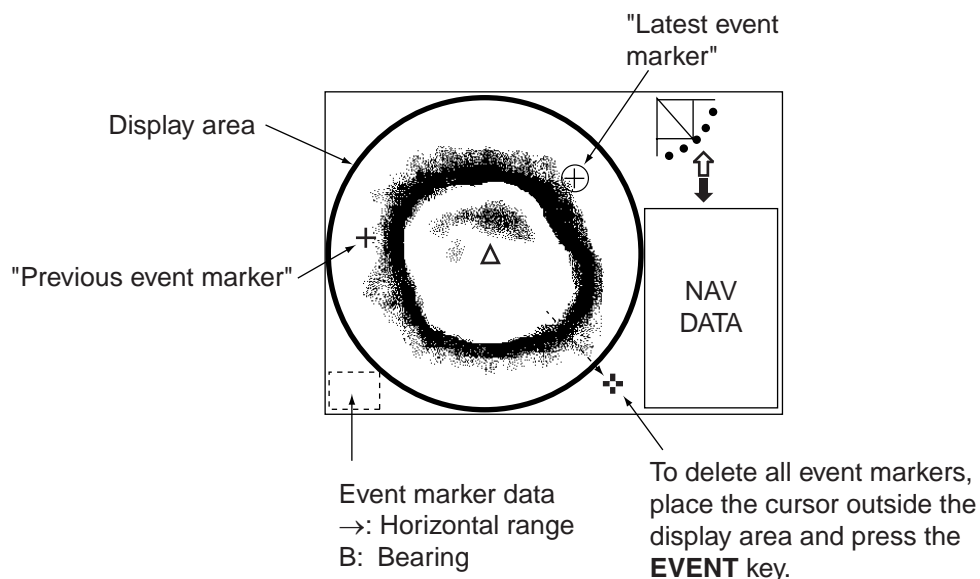 "Latest event
marker"
Display area
"Previous event marker"
NAV
DATA
Event marker data
→: Horizontal range
B: Bearing
To delete all event markers,
place the cursor outside the
display area and press the
EVENT key.